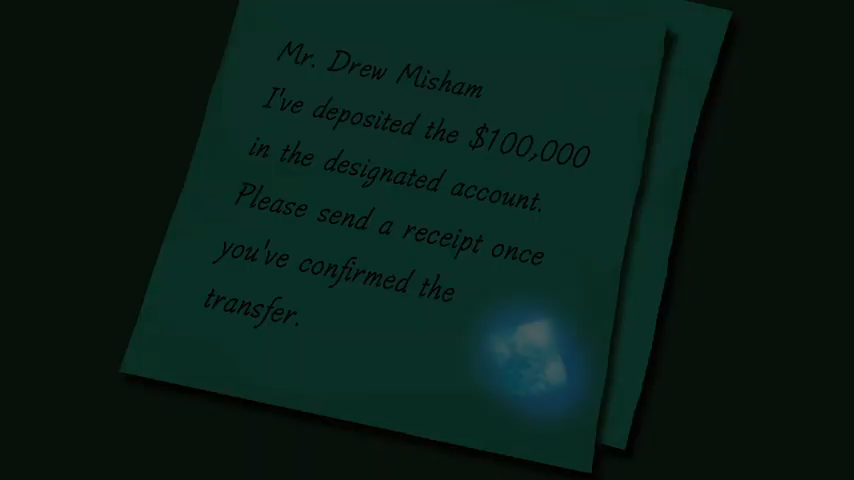 Mr. Drew Misham
I've deposited the $100,000
in the designated account.
Please send a receipt once
you've confirmed the
transfer.